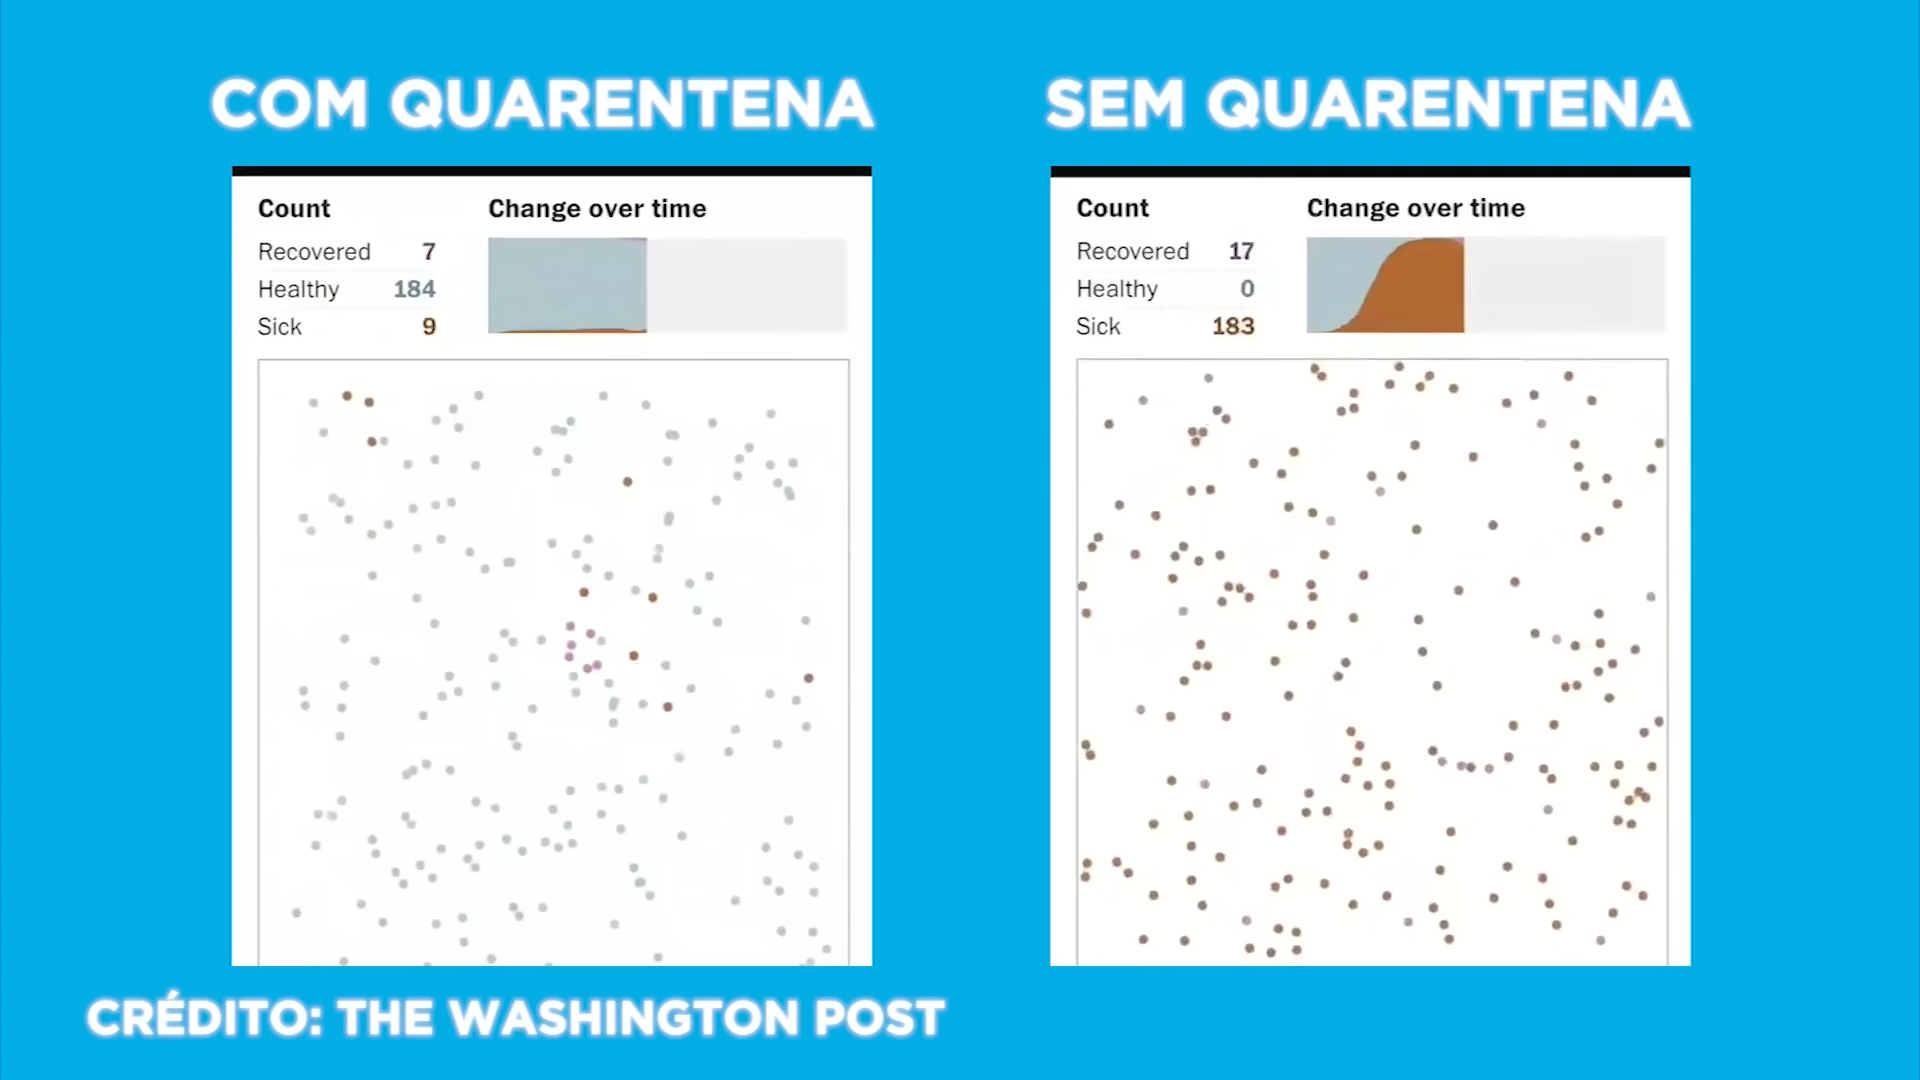 COM QUARENTENA
SEM QUARENTENA
Count
Change over time
Recovered 7
Healthy 184
Sick 9
Count
Change over time
Recovered 17
Healthy 0
Sick 183
CRÉDITO: THE WASHINGTON POST